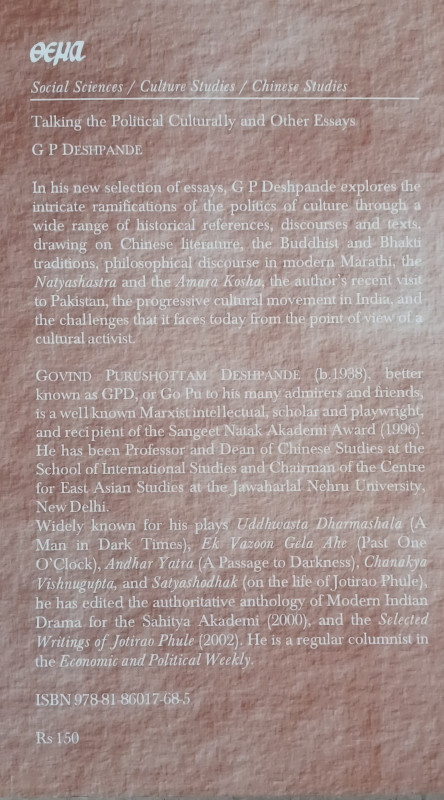 θεμα
Social Sciences / Culture Studies / Chinese Studies
Talking the Political Culturally and Other Essays
G P DESHPANDE
In his new selection of essays, G P Deshpande explores the
intricate ramifications of the politics of culture through a
wide range of historical references, discourses and texts,
drawing on Chinese literature, the Buddhist and Bhakti
traditions, philosophical discourse in modern Marathi, the
Natyashastra and the Amara Kosha, the author's recent visit
to Pakistan, the progressive cultural movement in India, and
the challenges that it faces today from the point of view of a
cultural activist.
GOVIND PURUSHOTTAM DESHPANDE (b.1938), better
known as GPD, or Go Pu to his many admirers and friends,
is a well known Marxist intellectual, scholar and playwright,
and recipient of the Sangeet Natak Akademi Award (1996).
He has been Professor and Dean of Chinese Studies at the
School of International Studies and Chairman of the Centre
for East Asian Studies at the Jawaharlal Nehru University,
New Delhi.
Widely known for his plays Uddhwasta Dharmashala (A
Man in Dark Times), Ek Vazoon Gela Ahe (Past One
O'Clock), Andhar Yatra (A Passage to Darkness), Chanakya
Vishnugupta, and Satyashodhak (on the life of Jotirao Phule),
he has edited the authoritative anthology of Modern Indian
Drama for the Sahitya Akademi (2000), and the Selected
Writings of Jotirao Phule (2002). He is a regular columnist in
the Economic and Political Weekly.
ISBN 978-81-86017-68-5
Rs 150